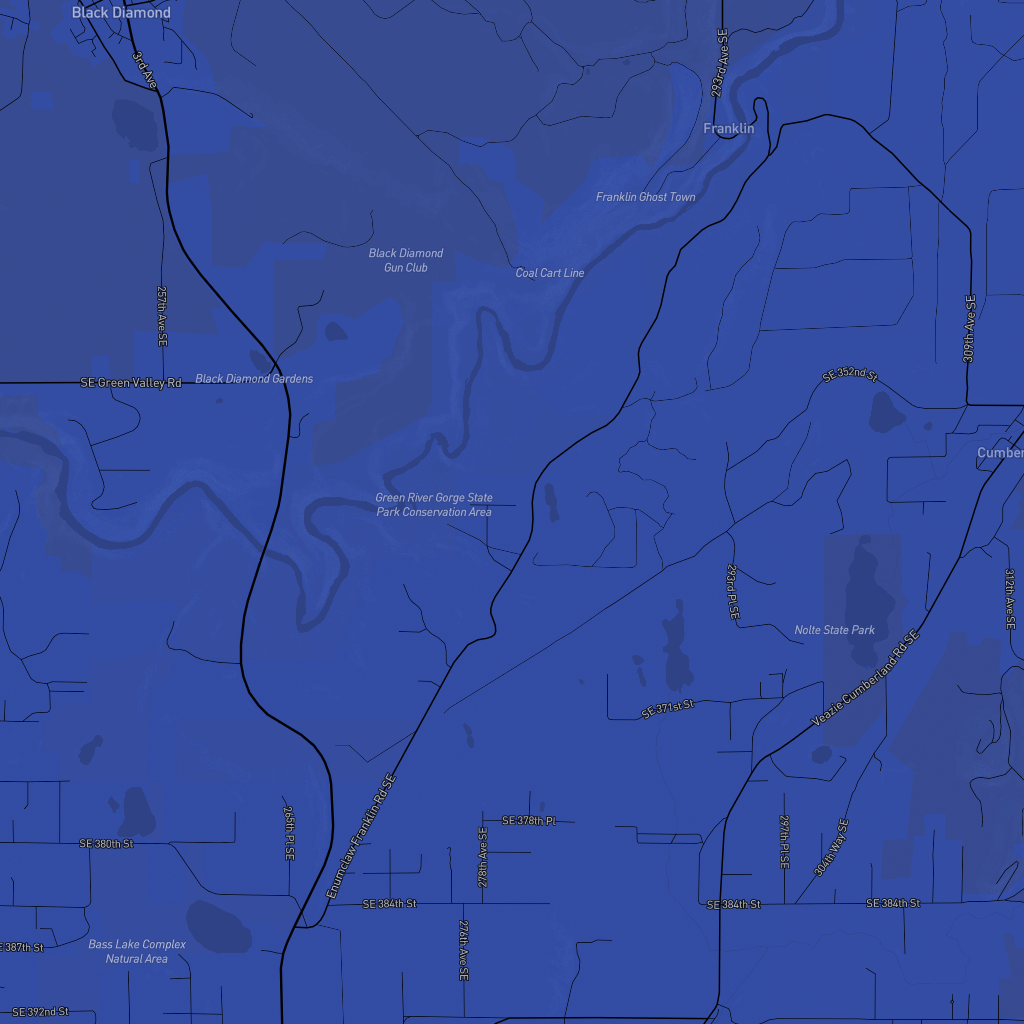 Black Diamond
3rd Ave
293rd Ave SE
Franklin
Franklin Ghost Town
Black Diamond
Gun Club
Coal Cart Line
257th Ave SE
309th Ave SE
SE Green Valley Rd
Black Diamond Gardens
SE 352nd St
Cumber
Green River Gorge State
Park Conservation Area
293rd Pl SE
312th Ave SE
Nolte State Park
Veazie Cumberland Rd SE
SE 371st St
Enumclaw Franklin Rd SE
265th Pl SE
SE 378th Pl
278th Ave SE
297th Pl SE
304th Way SE
SE 380th St
SE 384th St
SE 384th St
SE 384th St
276th Ave SE
E 387th St
Bass Lake Complex
Natural Area
SE 392nd St